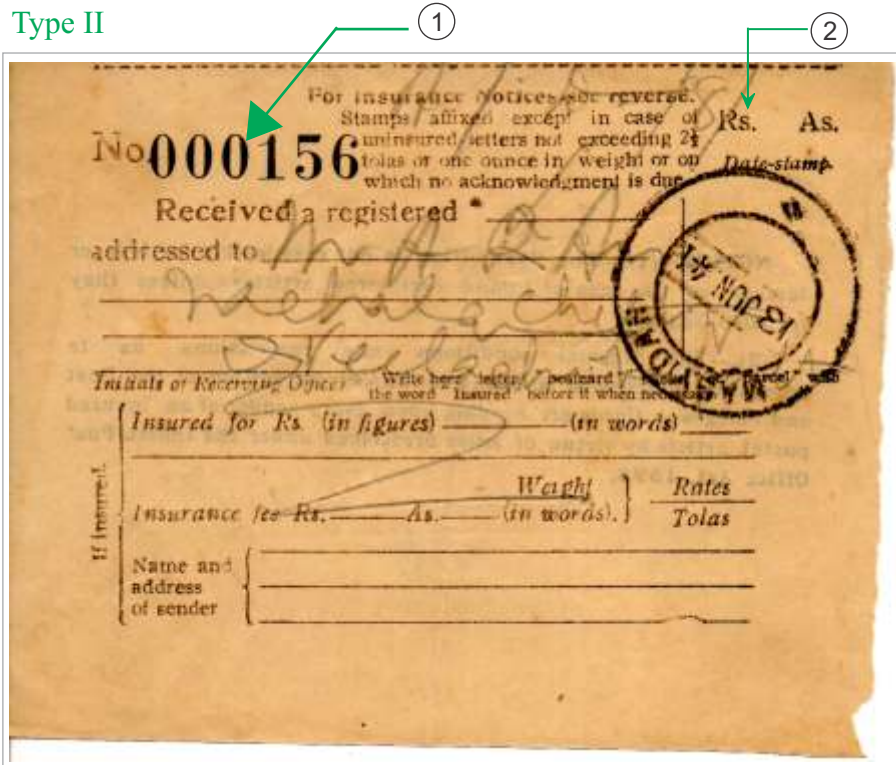 Type II
1
2
For Insurance Notices see reverse.
Stamps affixed except in case of
uninsured letters not exceeding 2½
tolas or one ounce in weight or on
which no acknowledgment is due
Rs. As.
Date-stamp
No 000156
Received a registered *
addressed to
13 JUN 4
Initials of Receiving Officer
Write here "letter" "postcard" "packet" or "parcel" with
the word "Insured" before it when necessary
If insured.
Insured for Rs. (in figures) (in words)
Insurance fee Rs. As. Weight (in words). Rates Tolas
Name and
address
of sender